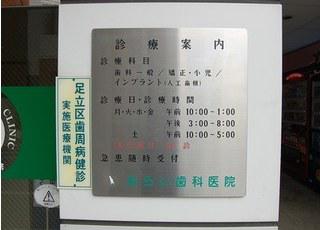 診療案内
診療科目
歯科一般／矯正・小児／
インプラント(人工歯根)
診療日・診療時間
月・火・水・金 午前 10:00～1:00
午後 3:00～8:00
土 午前 10:00～5:00
急患随時受付
歯科医院
足立区歯周病健診
実施医療機関
CLINIC